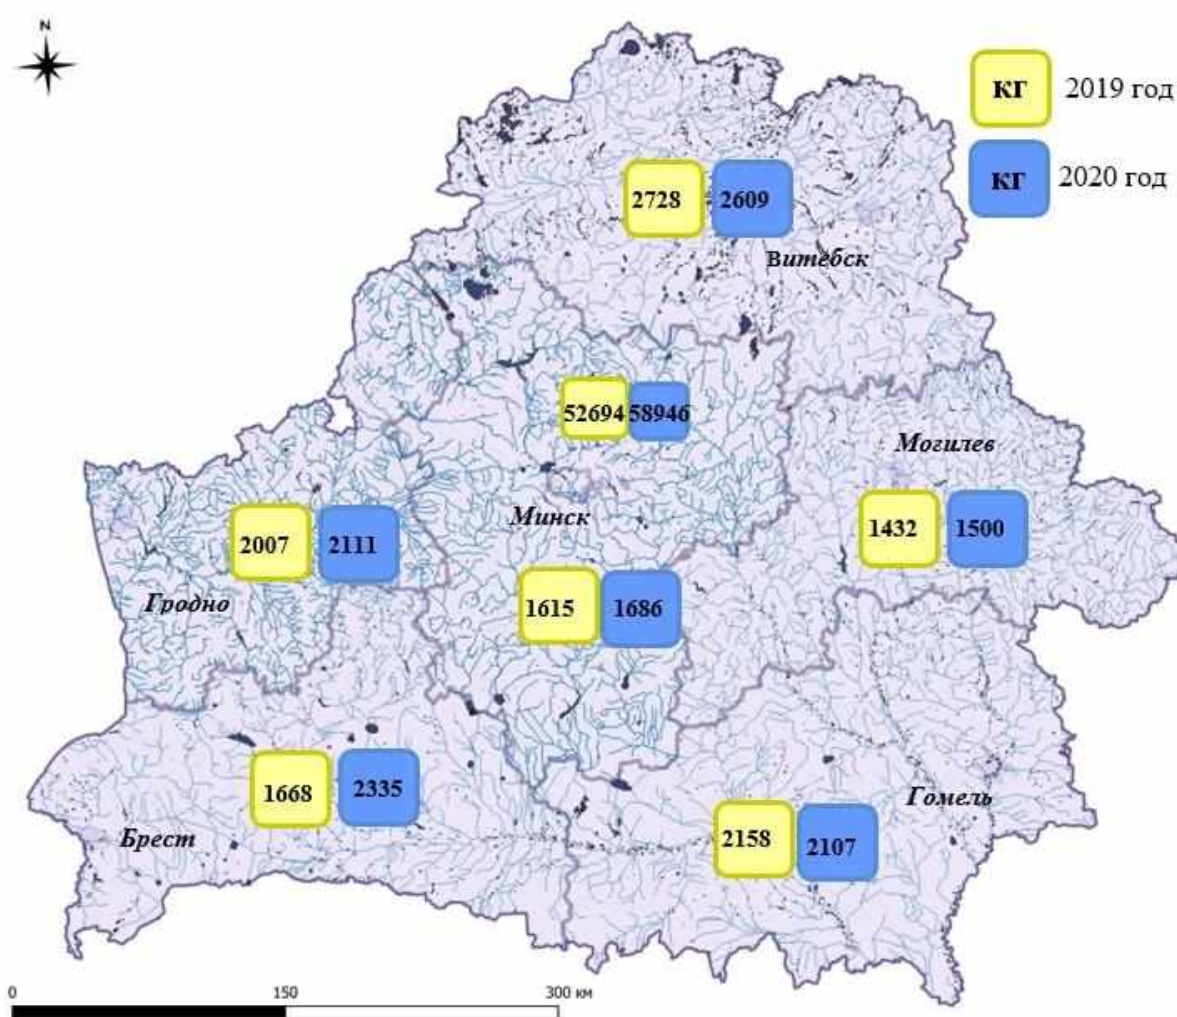 N
кг 2019 год
кг 2020 год
2728 2609
Витебск
52694 58946
Могилев
1432 1500
Минск
2007 2111
Гродно
1615 1686
1668 2335
Брест
Гомель
2158 2107
0 150 300 км